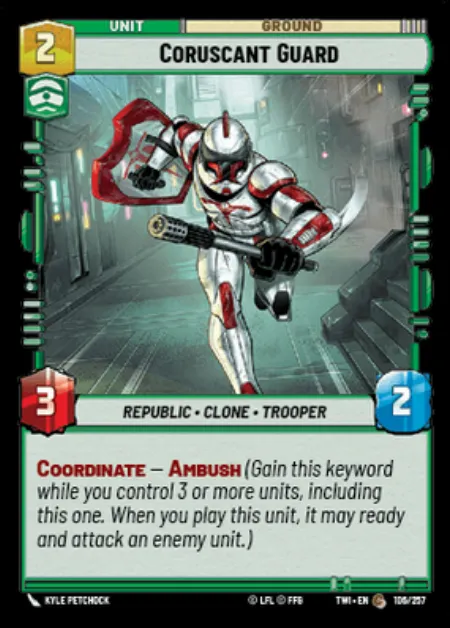 UNIT GROUND
2 CORUSCANT GUARD
3 REPUBLIC • CLONE • TROOPER 2
COORDINATE — AMBUSH (Gain this keyword
while you control 3 or more units, including
this one. When you play this unit, it may ready
and attack an enemy unit.)
KYLE PETCHOCK © LFL © FFG TWI • EN C 106/257